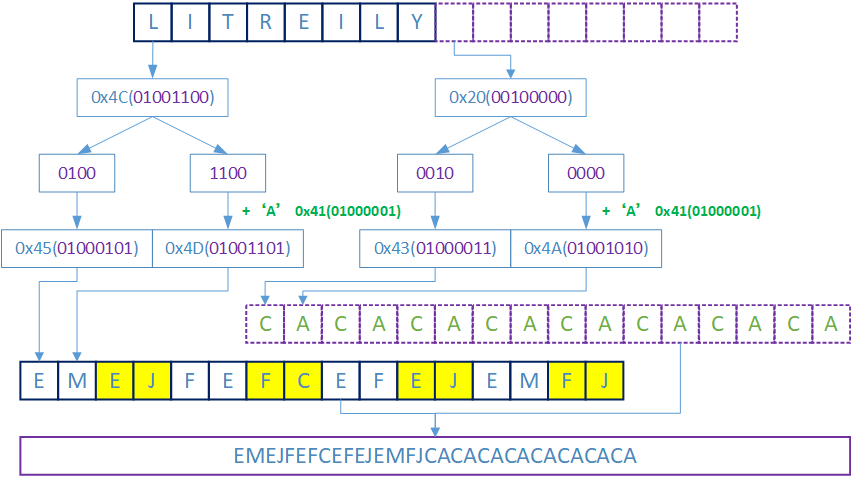 L I T R E I L Y
0x4C(01001100) 0x20(00100000)
0100 1100 0010 0000
+ ‘A’ 0x41(01000001) + ‘A’ 0x41(01000001)
0x45(01000101) 0x4D(01001101) 0x43(01000011) 0x4A(01001010)
C A C A C A C A C A C A C A C A
E M E J F E F C E F E J E M F J
EMEJFEFCEFEJEMFJCACACACACACACACA